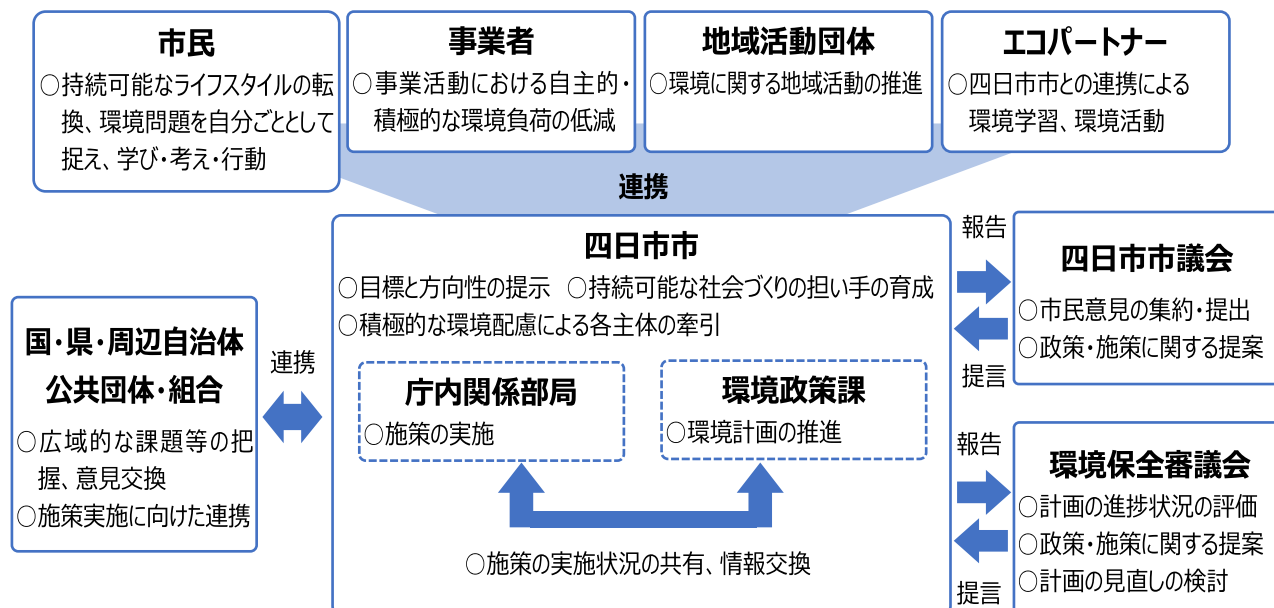 市民
○持続可能なライフスタイルの転
換、環境問題を自分ごととして
捉え、学び・考え・行動
事業者
○事業活動における自主的・
積極的な環境負荷の低減
地域活動団体
○環境に関する地域活動の推進
エコパートナー
○四日市市との連携による
環境学習、環境活動
連携
四日市市
○目標と方向性の提示 ○持続可能な社会づくりの担い手の育成
○積極的な環境配慮による各主体の牽引
庁内関係部局
○施策の実施
環境政策課
○環境計画の推進
○施策の実施状況の共有、情報交換
国・県・周辺自治体
公共団体・組合
○広域的な課題等の把
握、意見交換
○施策実施に向けた連携
連携
報告
提言
四日市市議会
○市民意見の集約・提出
○政策・施策に関する提案
報告
提言
環境保全審議会
○計画の進捗状況の評価
○政策・施策に関する提案
○計画の見直しの検討